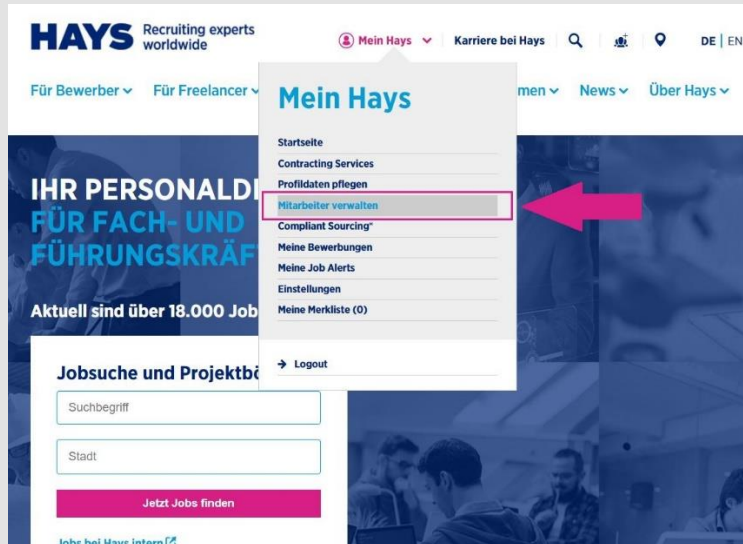 HAYS Recruiting experts
worldwide
Mein Hays Karriere bei Hays DE | EN
Für Bewerber Für Freelancer men News Über Hays
Mein Hays
Startseite
Contracting Services
Profildaten pflegen
Mitarbeiter verwalten
Compliant Sourcing+
Meine Bewerbungen
Meine Job Alerts
Einstellungen
Meine Merkliste (0)
Logout
IHR PERSONALDI
FÜR FACH- UND
FÜHRUNGSKRÄF
Aktuell sind über 18.000 Job
Jobsuche und Projektbö
Suchbegriff
Stadt
Jetzt Jobs finden
Jobs bei Hays intern